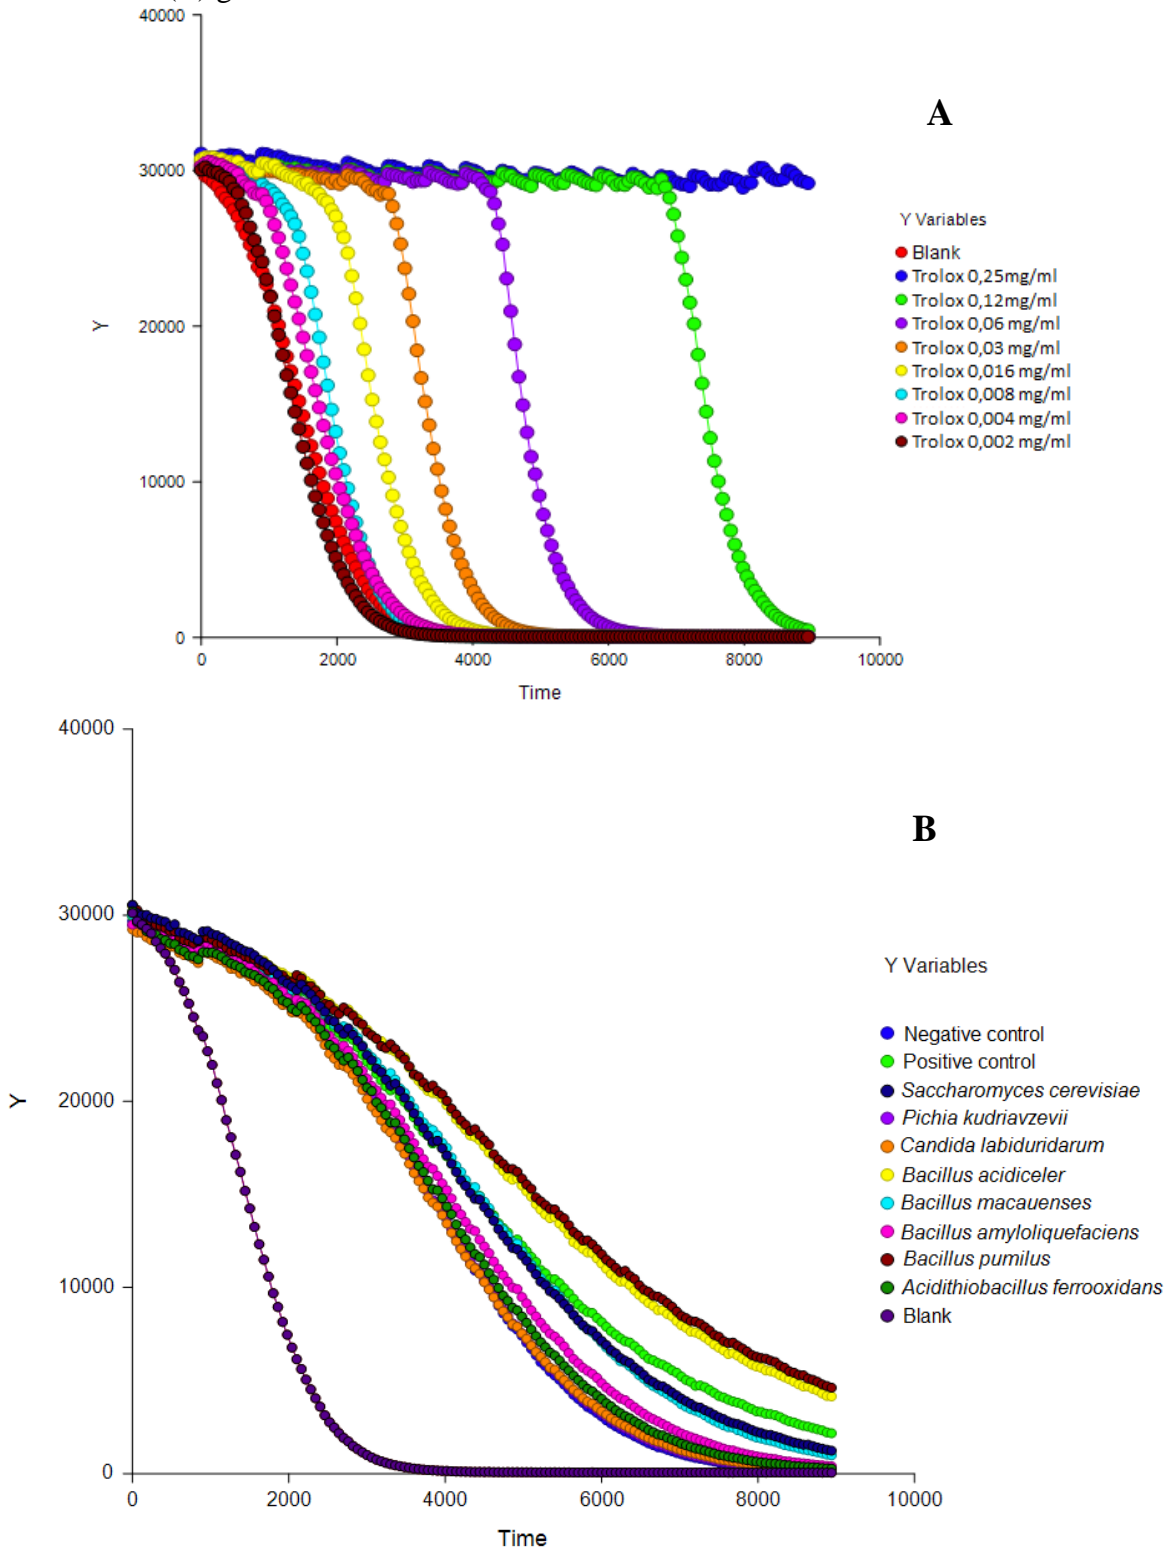 40000
A
30000
Y Variables
Blank
Trolox 0,25mg/ml
Trolox 0,12mg/ml
Trolox 0,06 mg/ml
Trolox 0,03 mg/ml
Trolox 0,016 mg/ml
Trolox 0,008 mg/ml
Trolox 0,004 mg/ml
Trolox 0,002 mg/ml
20000
Y
10000
0
0 2000 4000 6000 8000 10000
Time
40000
B
30000
Y Variables
Negative control
Positive control
Saccharomyces cerevisiae
Pichia kudriavzevii
Candida labiduridarum
Bacillus acidiceler
Bacillus macauenses
Bacillus amyloliquefaciens
Bacillus pumilus
Acidithiobacillus ferrooxidans
Blank
20000
Y
10000
0
0 2000 4000 6000 8000 10000
Time